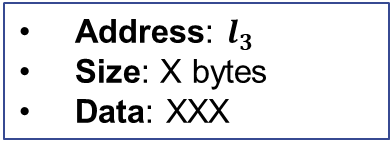 • Address: l₃
• Size: X bytes
• Data: XXX